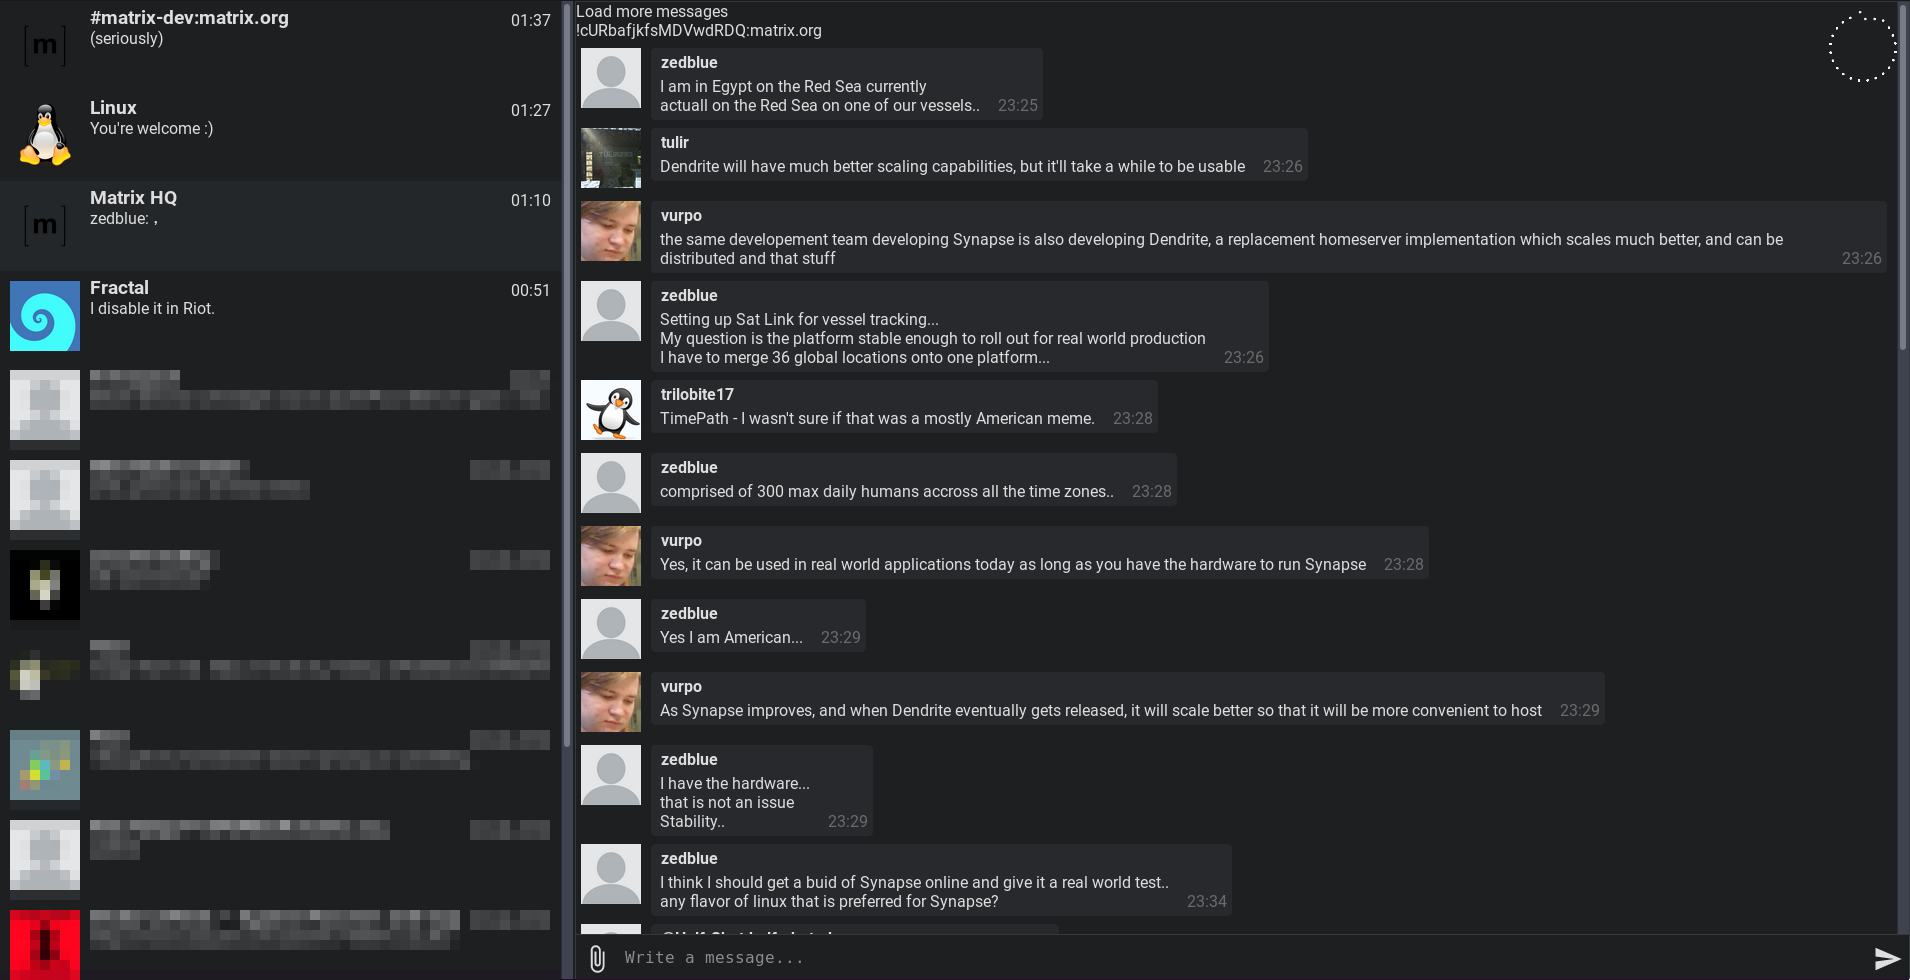 #matrix-dev:matrix.org
01:37
(seriously)
[m]
Linux
01:27
You're welcome :)
Matrix HQ
01:10
zedblue: ,
[m]
Fractal
00:51
I disable it in Riot.
Load more messages
!cURbafjkfsMDVwdRDQ:matrix.org
zedblue
I am in Egypt on the Red Sea currently
actuall on the Red Sea on one of our vessels.. 23:25
tulir
Dendrite will have much better scaling capabilities, but it'll take a while to be usable 23:26
vurpo
the same developement team developing Synapse is also developing Dendrite, a replacement homeserver implementation which scales much better, and can be
distributed and that stuff 23:26
zedblue
Setting up Sat Link for vessel tracking...
My question is the platform stable enough to roll out for real world production
I have to merge 36 global locations onto one platform... 23:26
trilobite17
TimePath - I wasn't sure if that was a mostly American meme. 23:28
zedblue
comprised of 300 max daily humans accross all the time zones.. 23:28
vurpo
Yes, it can be used in real world applications today as long as you have the hardware to run Synapse 23:28
zedblue
Yes I am American... 23:29
vurpo
As Synapse improves, and when Dendrite eventually gets released, it will scale better so that it will be more convenient to host 23:29
zedblue
I have the hardware...
that is not an issue
Stability.. 23:29
zedblue
I think I should get a buid of Synapse online and give it a real world test..
any flavor of linux that is preferred for Synapse? 23:34
Write a message...